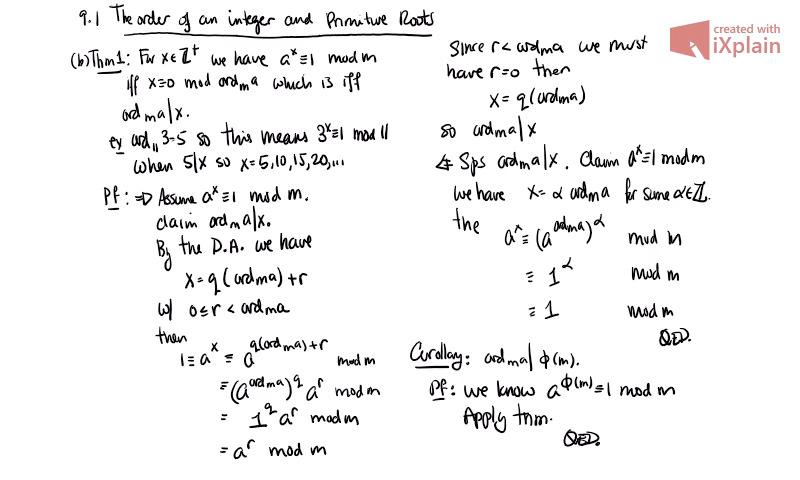 9.1 The order of an integer and Primitive Roots
(b) Thm1: For x∈ℤ⁺ we have aˣ≡1 mod m
iff x≡0 mod ordₘa which is iff
ordₘa|x.
ex ord₁₁3=5 so this means 3ˣ≡1 mod 11
when 5|x so x=5,10,15,20,...
Pf: ⇒ Assume aˣ≡1 mod m.
claim ordₘa|x.
By the D.A. we have
x=q(ordₘa)+r
w/ 0≤r<ordₘa
then
1≡aˣ≡a^(q(ordₘa)+r) mod m
≡(a^(ordₘa))^q aʳ mod m
≡ 1^q aʳ mod m
≡ aʳ mod m
Since r<ordₘa we must
have r=0 then
x=q(ordₘa)
so ordₘa|x
⇐ Sps ordₘa|x. Claim aˣ≡1 mod m
we have x=α ordₘa for some α∈ℤ.
the
aˣ≡(a^(ordₘa))^α mod m
≡ 1^α mod m
≡ 1 mod m
QED.
Corollary: ordₘa|ϕ(m).
Pf: we know a^(ϕ(m))≡1 mod m
Apply thm.
QED.
created with
iXplain